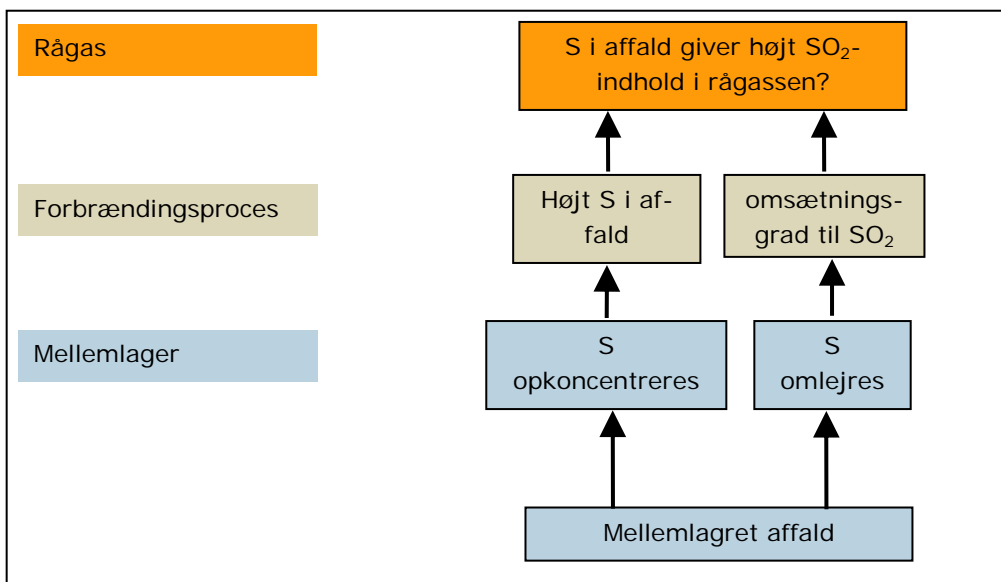 Rågas
S i affald giver højt SO₂-
indhold i rågassen?
Forbrændingsproces
Højt S i af-
fald
omsætnings-
grad til SO₂
Mellemlager
S
opkoncentreres
S
omlejres
Mellemlagret affald